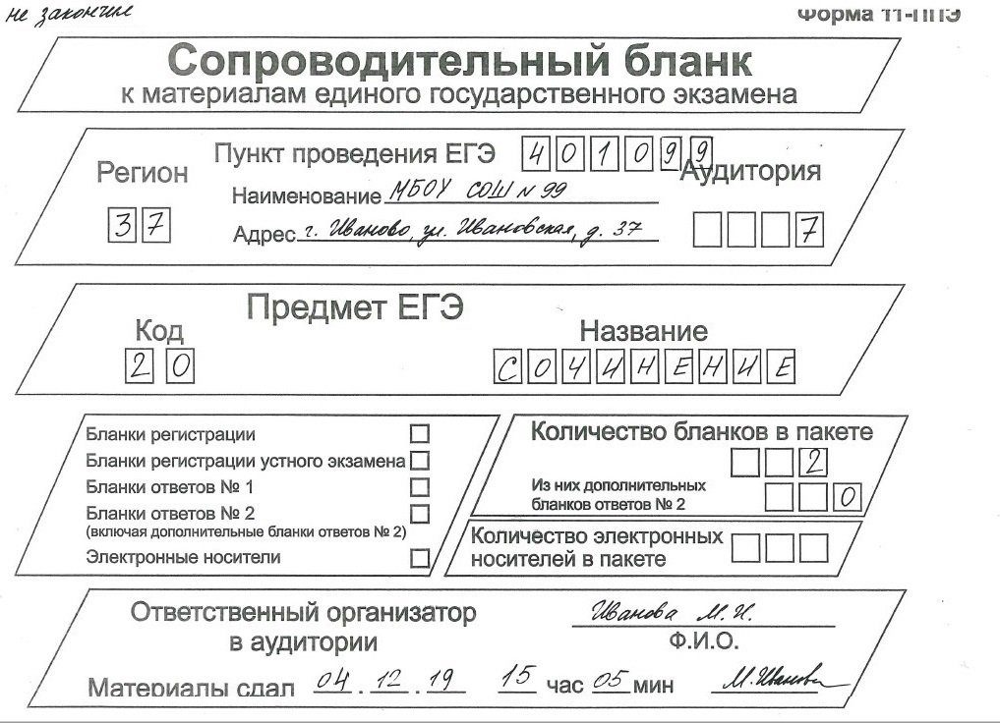 не закончил
Форма 11-ППЭ
Сопроводительный бланк
к материалам единого государственного экзамена
Регион
37
Пункт проведения ЕГЭ 401099
Наименование МБОУ СОШ № 99
Адрес г. Иваново, ул. Ивановская, д. 37
Аудитория
7
Предмет ЕГЭ
Код
20
Название
СОЧИНЕНИЕ
Бланки регистрации
Бланки регистрации устного экзамена
Бланки ответов № 1
Бланки ответов № 2
(включая дополнительные бланки ответов № 2)
Электронные носители
Количество бланков в пакете
2
Из них дополнительных
бланков ответов № 2
0
Количество электронных
носителей в пакете
Ответственный организатор
в аудитории
Иванова М.И.
Ф.И.О.
Материалы сдал 04.12.19 15 час 05 мин М.Иванова